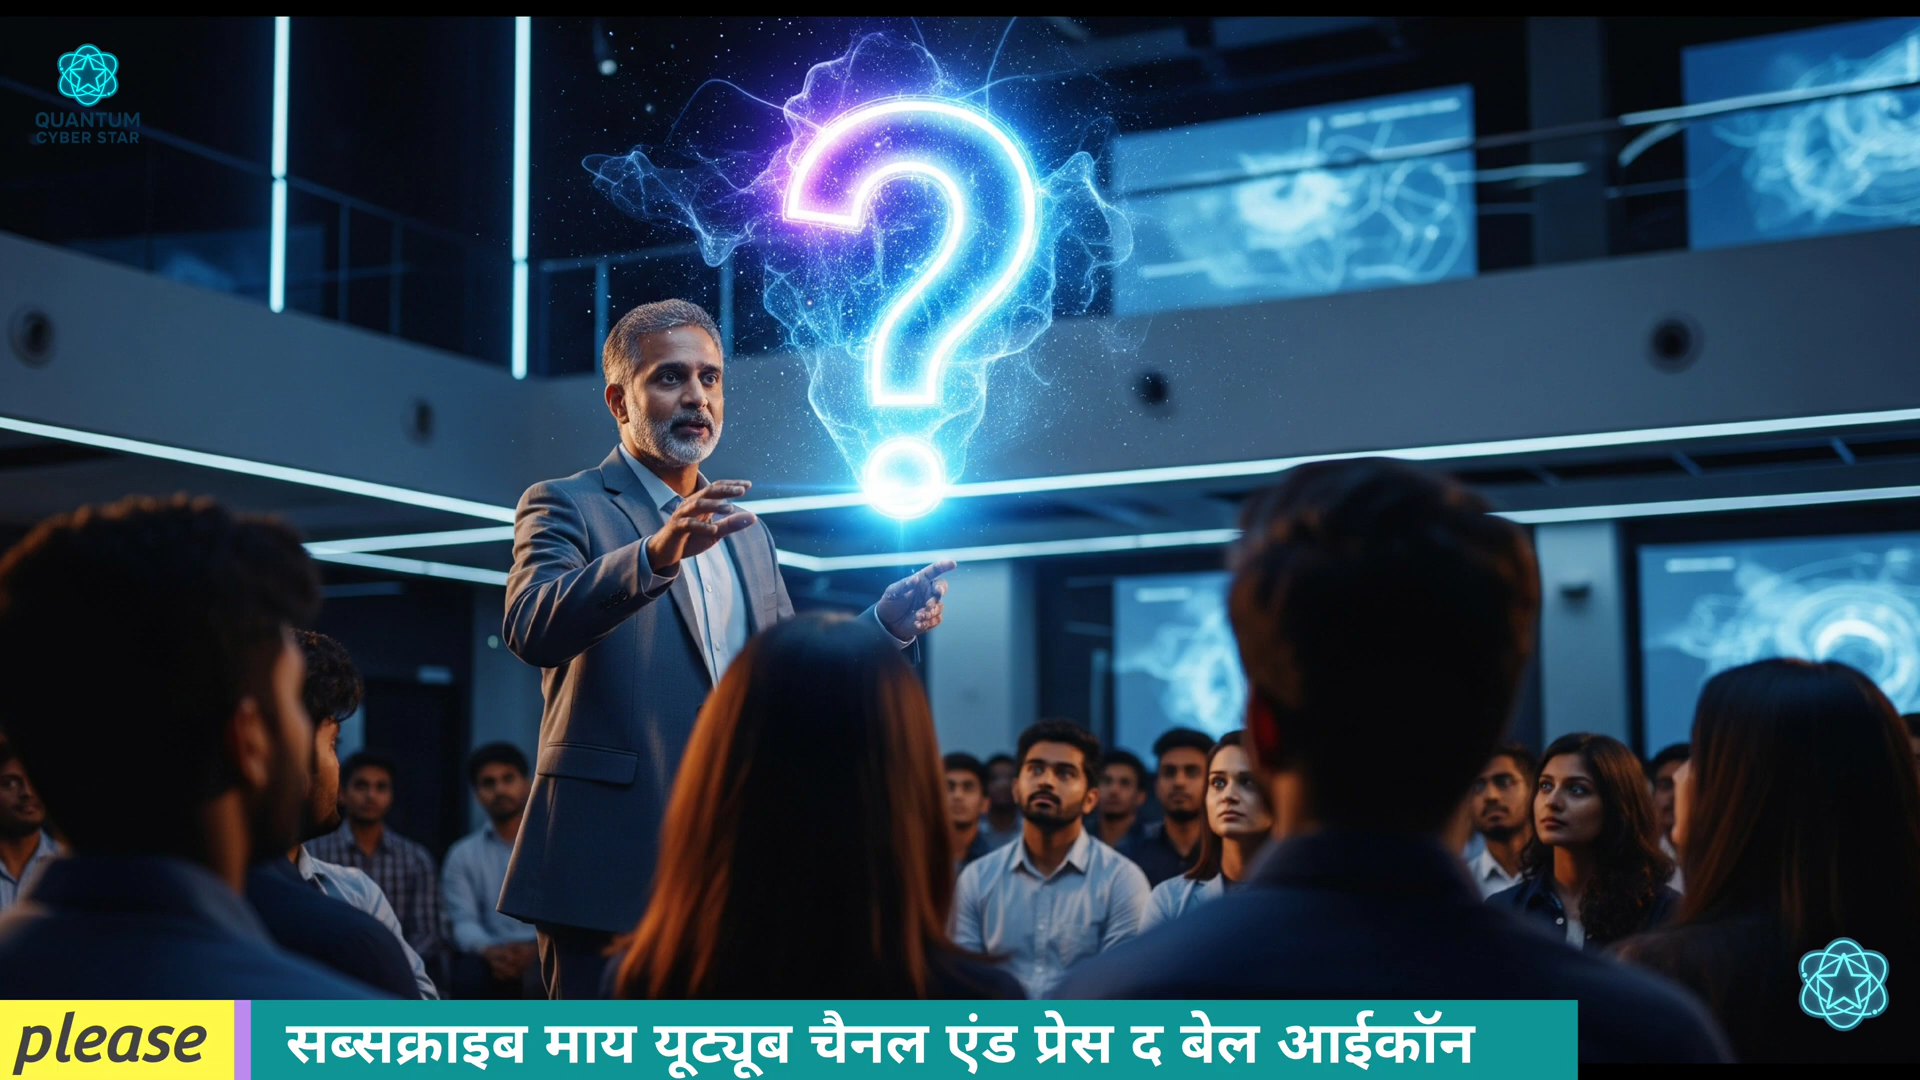 QUANTUM
CYBER STAR
please
सब्सक्राइब माय यूट्यूब चैनल एंड प्रेस द बेल आईकॉन